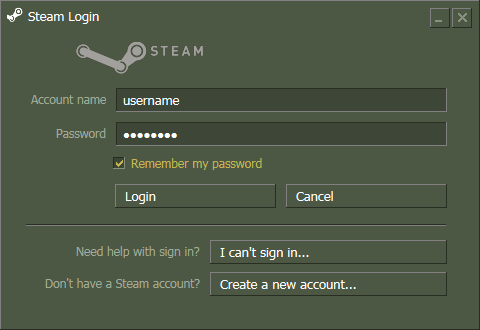 Steam Login
STEAM
Account name username
Password ●●●●●●●●
Remember my password
Login Cancel
Need help with sign in? I can't sign in...
Don't have a Steam account? Create a new account...